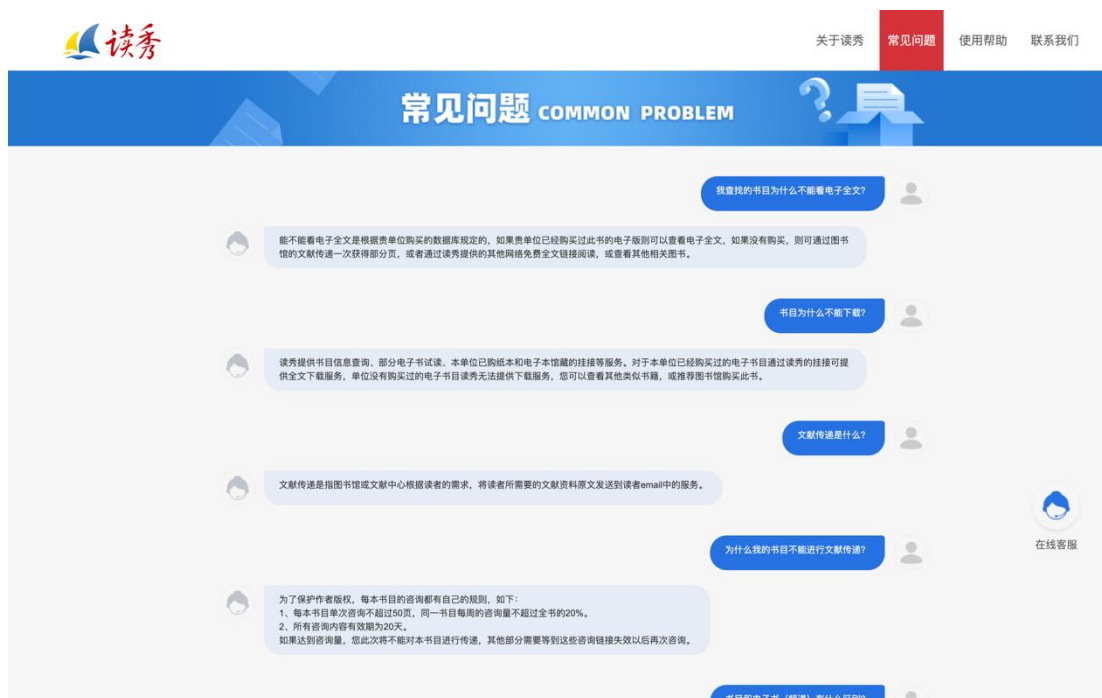 读秀
关于读秀
常见问题
使用帮助
联系我们
常见问题 COMMON PROBLEM
我查找的书目为什么不能看电子全文?
能不能看电子全文是根据贵单位购买的数据库规定的，如果贵单位已经购买过此书的电子版则可以查看电子全文，如果没有购买，则可通过图书
馆的文献传递一次获得部分页，或者通过读秀提供的其他网络免费全文链接阅读，或查看其他相关图书。
书目为什么不能下载?
读秀提供书目信息查询、部分电子书试读、本单位已购纸本和电子本馆藏的挂接等服务。对于本单位已经购买过的电子书目通过读秀的挂接可提
供全文下载服务，单位没有购买过的电子书目读秀无法提供下载服务，您可以查看其他类似书籍，或推荐图书馆购买此书。
文献传递是什么?
文献传递是指图书馆或文献中心根据读者的需求，将读者所需要的文献资料原文发送到读者email中的服务。
在线客服
为什么我的书目不能进行文献传递?
为了保护作者版权，每本书目的咨询都有自己的规则，如下：
1、每本书目单次咨询不超过50页，同一书目每周的咨询量不超过全书的20%。
2、所有咨询内容有效期为20天。
如果达到咨询量，您此次将不能对本书目进行传递，其他部分需要等到这些咨询链接失效以后再次咨询。
书目和电子书（频道）有什么区别?